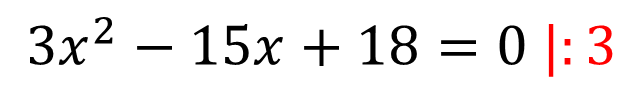 3x² − 15x + 18 = 0 |: 3